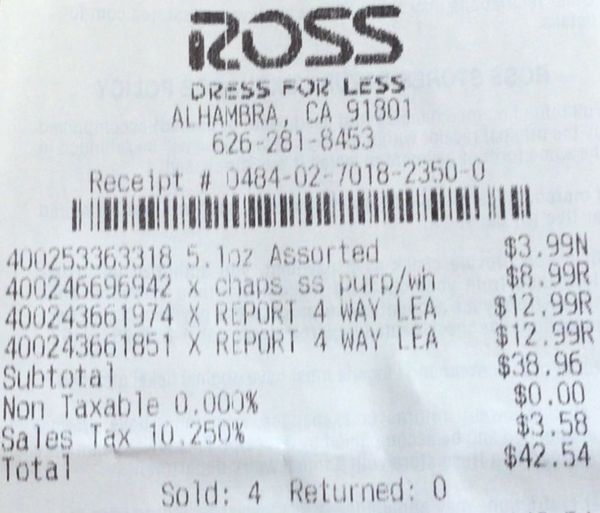 ROSS
DRESS FOR LESS
ALHAMBRA, CA 91801
626-281-8453
Receipt # 0484-02-7018-2350-0
400253363318 5.1oz Assorted $3.99N
400246696942 x chaps ss purp/wh $8.99R
400243661974 X REPORT 4 WAY LEA $12.99R
400243661851 X REPORT 4 WAY LEA $12.99R
Subtotal $38.96
Non Taxable 0.000% $0.00
Sales Tax 10.250% $3.58
Total $42.54
Sold: 4 Returned: 0